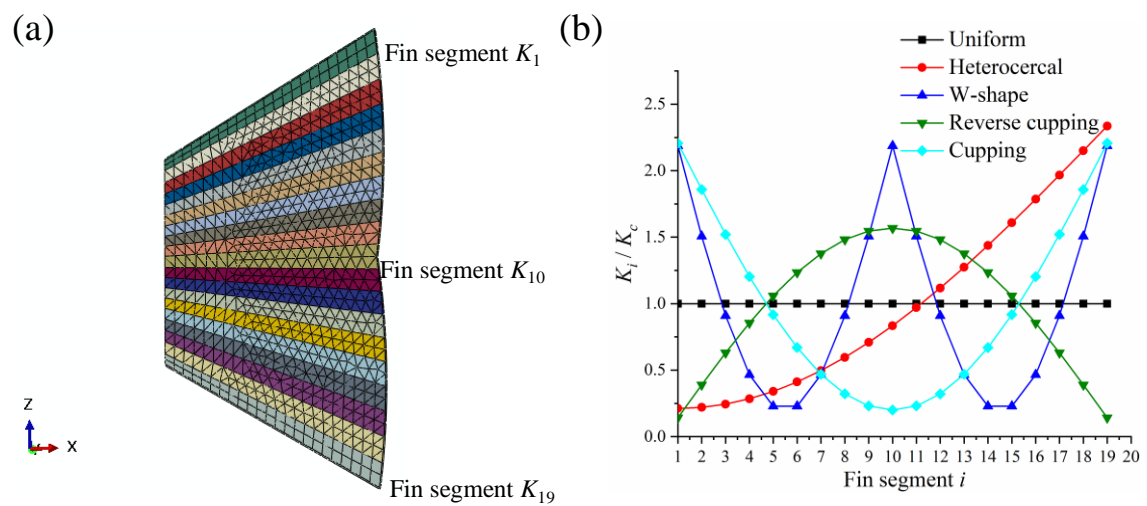 (a)
Fin segment K1
Fin segment K10
Fin segment K19
Z
X
(b)
Uniform
Heterocercal
W-shape
Reverse cupping
Cupping
Ki / Kc
2.5
2.0
1.5
1.0
0.5
0.0
1 2 3 4 5 6 7 8 9 10 11 12 13 14 15 16 17 18 19 20
Fin segment i